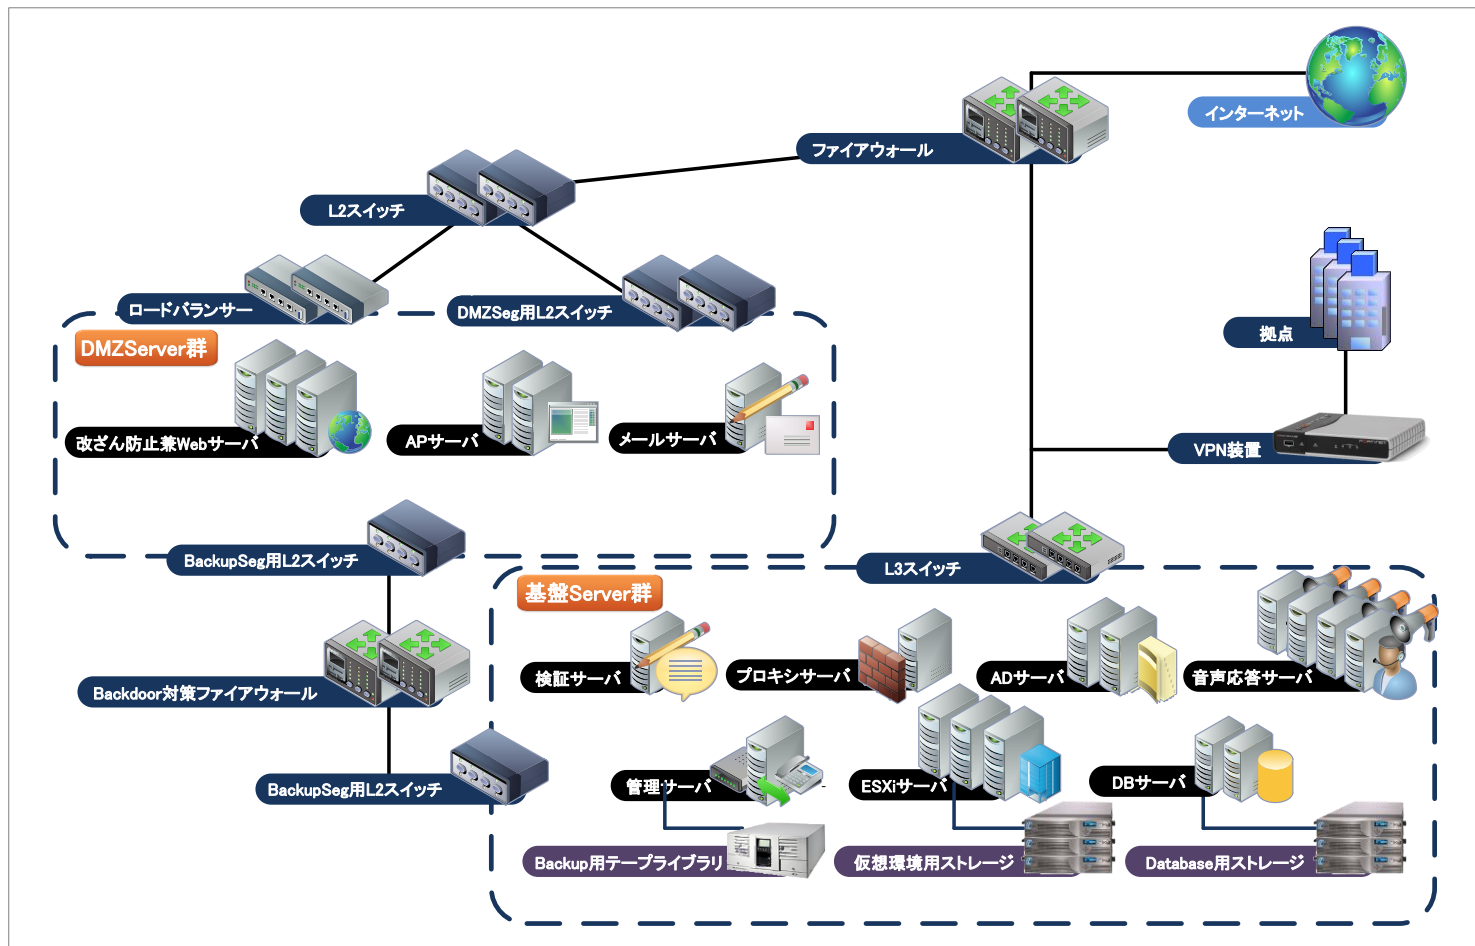 インターネット
ファイアウォール
L2スイッチ
ロードバランサー
DMZSeg用L2スイッチ
DMZServer群
拠点
改ざん防止兼Webサーバ
APサーバ
メールサーバ
VPN装置
BackupSeg用L2スイッチ
L3スイッチ
基盤Server群
検証サーバ
プロキシサーバ
ADサーバ
音声応答サーバ
Backdoor対策ファイアウォール
BackupSeg用L2スイッチ
管理サーバ
ESXiサーバ
DBサーバ
Backup用テープライブラリ
仮想環境用ストレージ
Database用ストレージ